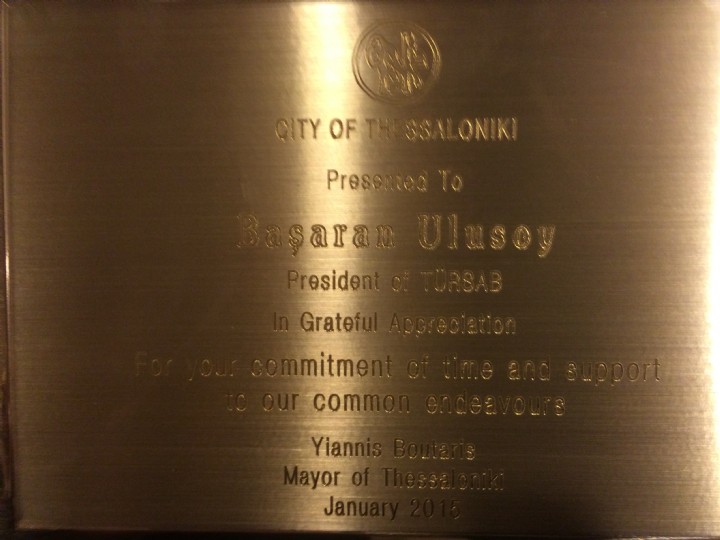 CITY OF THESSALONIKI
Presented To
Başaran Ulusoy
President of TÜRSAB
In Grateful Appreciation
For your commitment of time and support
to our common endeavours
Yiannis Boutaris
Mayor of Thessaloniki
January 2015